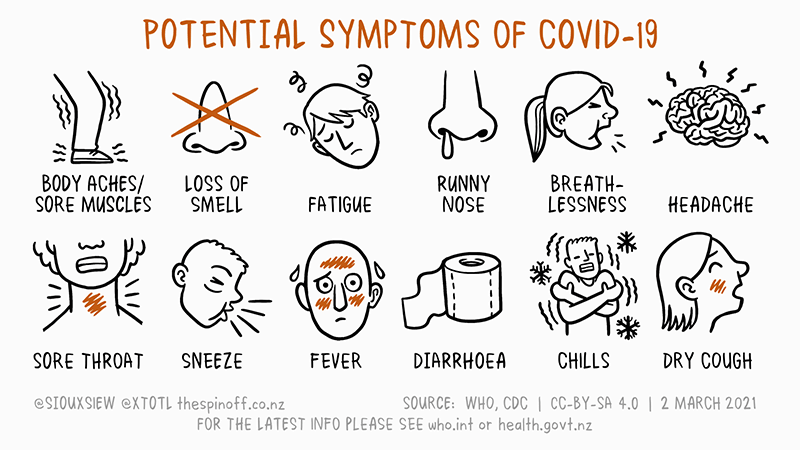 POTENTIAL SYMPTOMS OF COVID-19
BODY ACHES/
SORE MUSCLES
LOSS OF
SMELL
FATIGUE
RUNNY
NOSE
BREATH-
LESSNESS
HEADACHE
SORE THROAT
SNEEZE
FEVER
DIARRHOEA
CHILLS
DRY COUGH
@SIOUXSIEW @XTOTL thespinoff.co.nz
SOURCE: WHO, CDC | CC-BY-SA 4.0 | 2 MARCH 2021
FOR THE LATEST INFO PLEASE SEE who.int or health.govt.nz